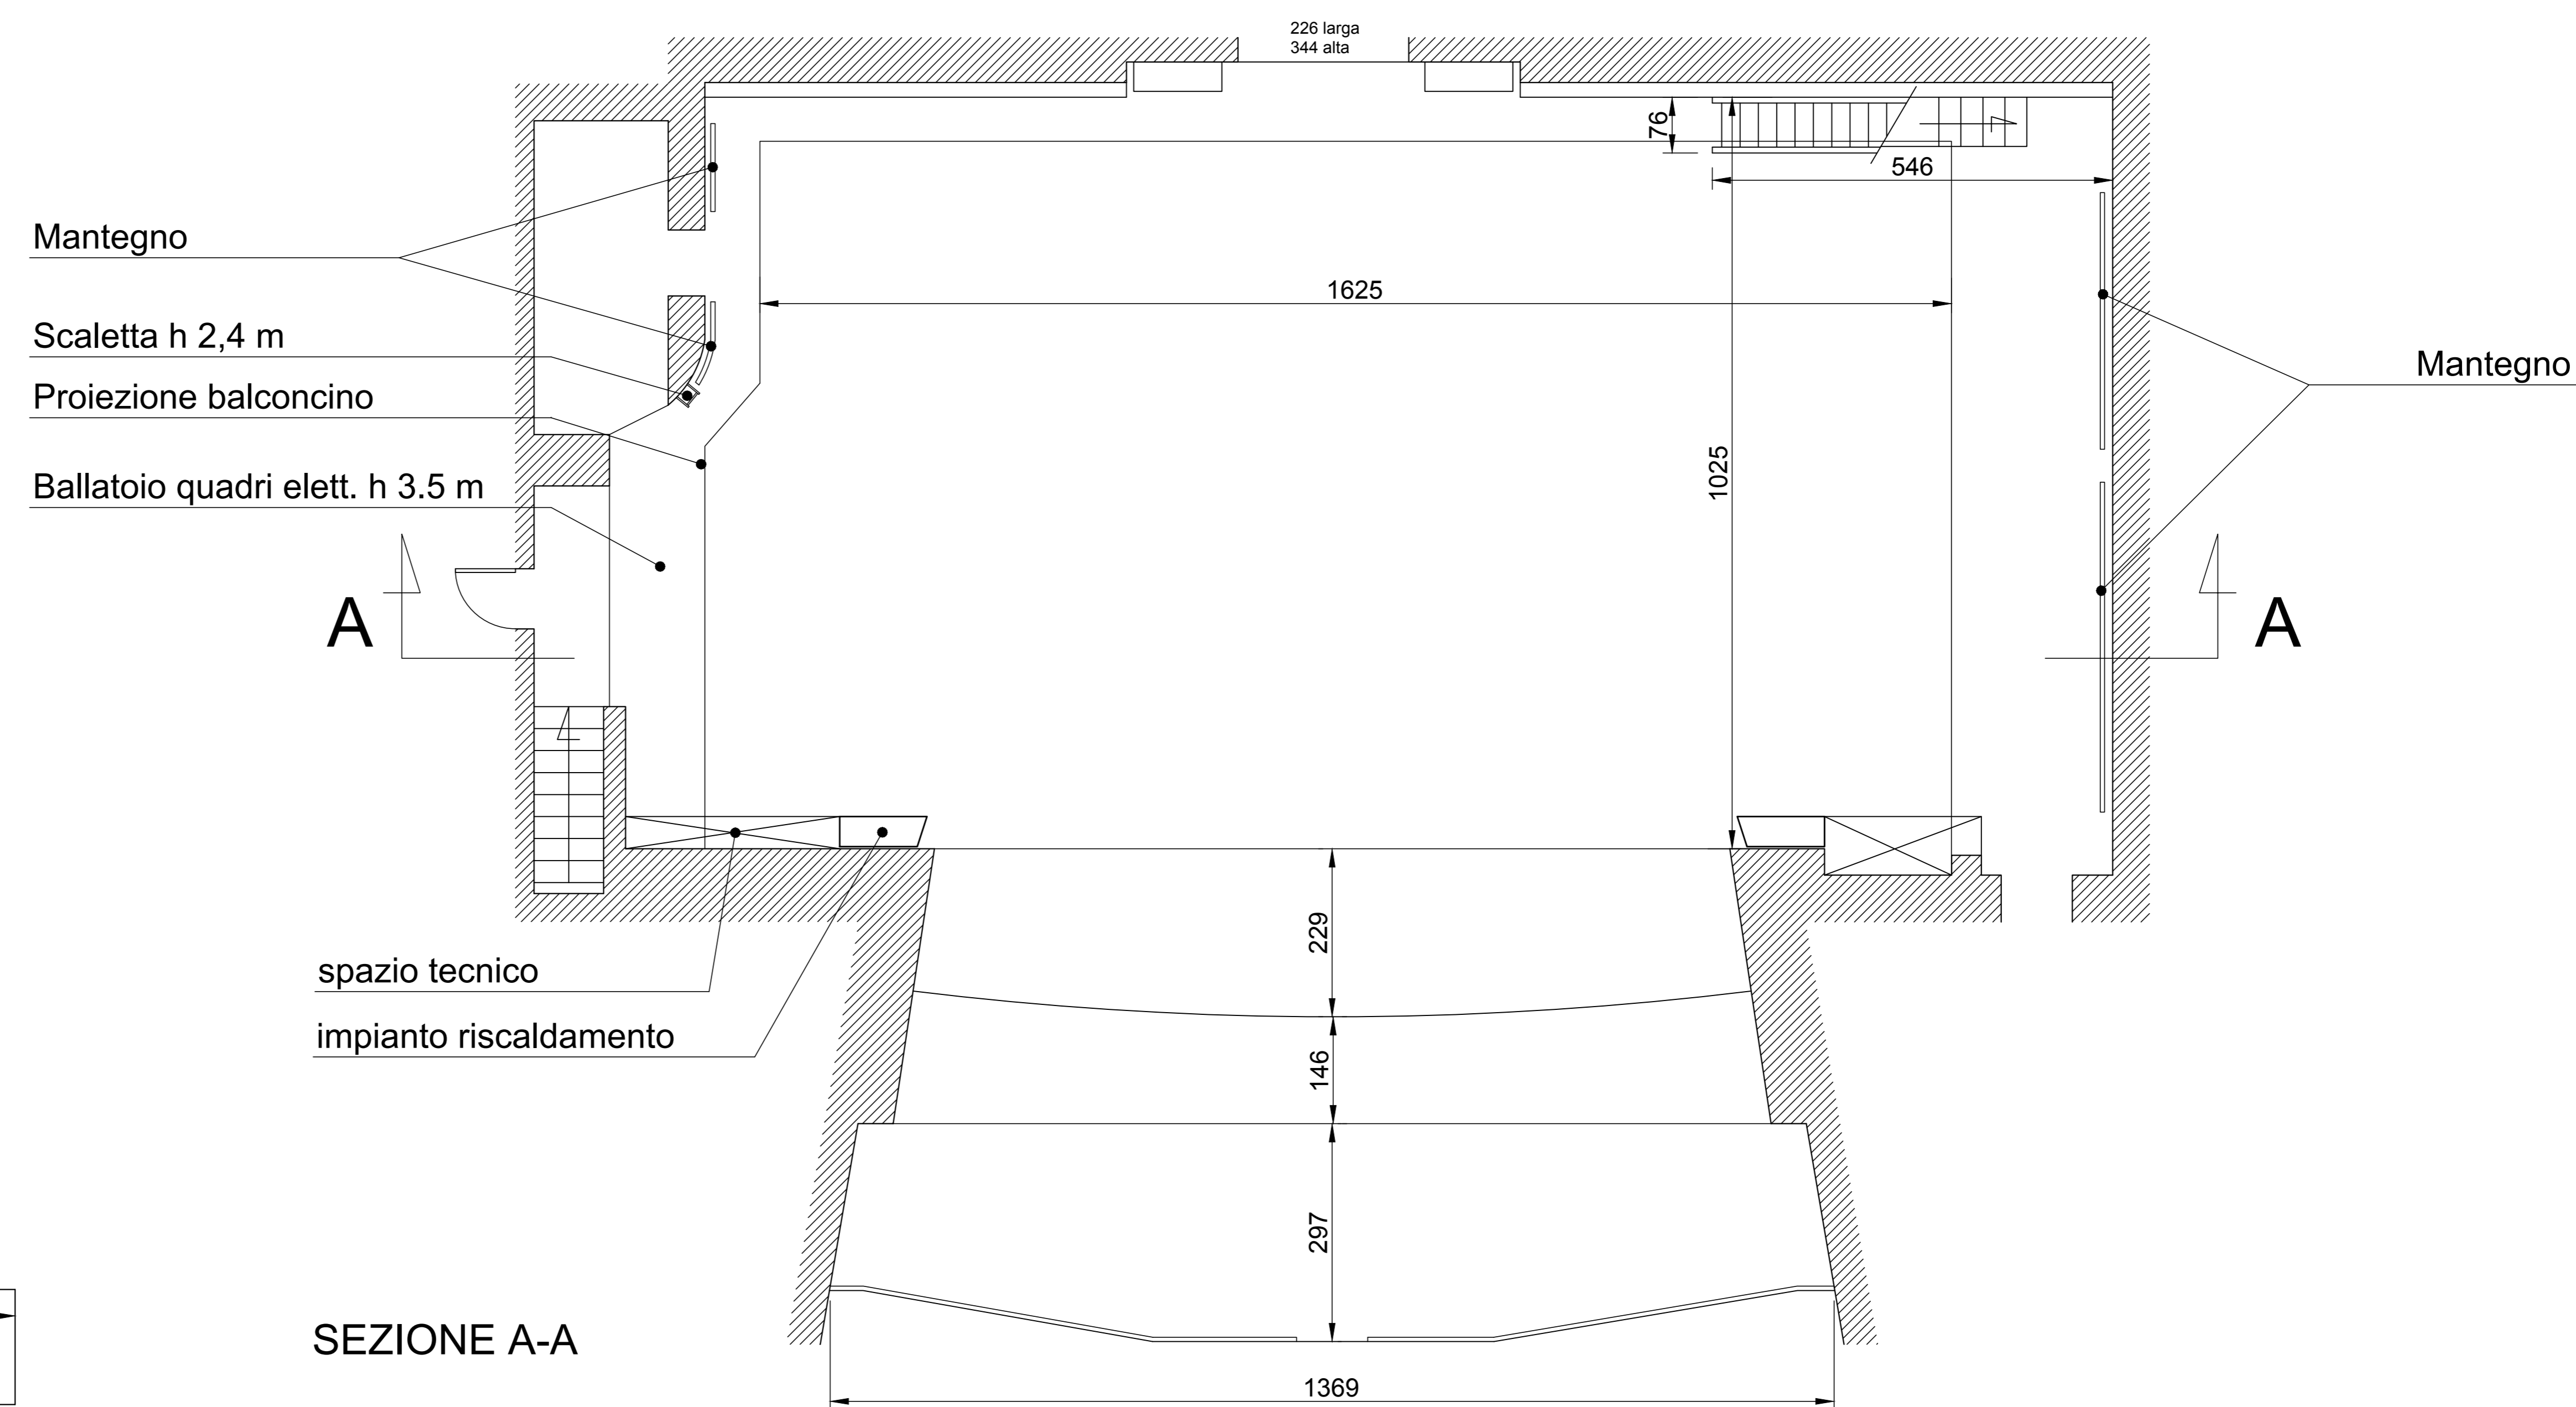 226 larga
344 alta
76
546
Mantegno
1625
Scaletta h 2,4 m
Mantegno
Proiezione balconcino
1025
Ballatoio quadri elett. h 3.5 m
A
A
229
spazio tecnico
impianto riscaldamento
146
297
SEZIONE A-A
1369